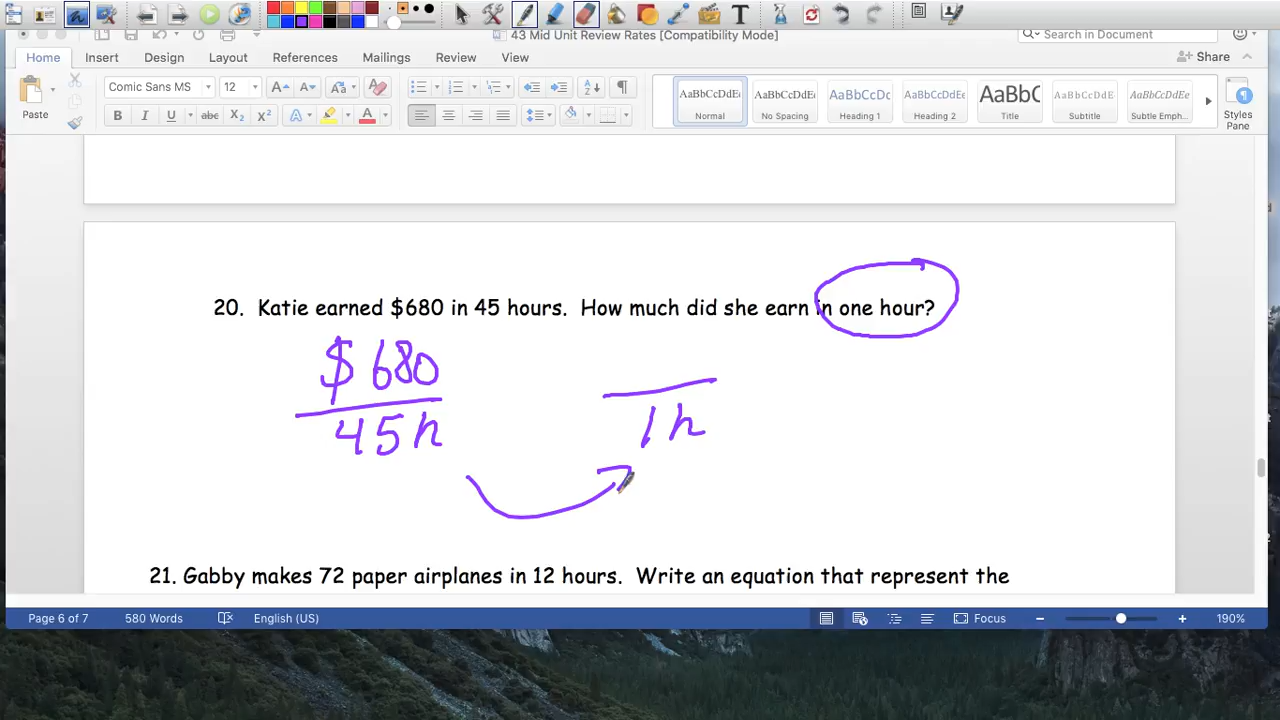 43 Mid Unit Review Rates [Compatibility Mode]
Search in Document
Home Insert Design Layout References Mailings Review View
Share
Comic Sans MS 12
Paste
B I U abc X2 X2 A A
AaBbCcDdEe AaBbCcDdEe AaBbCcDc AaBbCcDdEe AaBbC AaBbCcDdEe AaBbCcDdEe
Normal No Spacing Heading 1 Heading 2 Title Subtitle Subtle Emph...
Styles
Pane
20. Katie earned $680 in 45 hours. How much did she earn in one hour?
$680
45h
1h
21. Gabby makes 72 paper airplanes in 12 hours. Write an equation that represent the
Page 6 of 7 580 Words English (US) Focus 190%